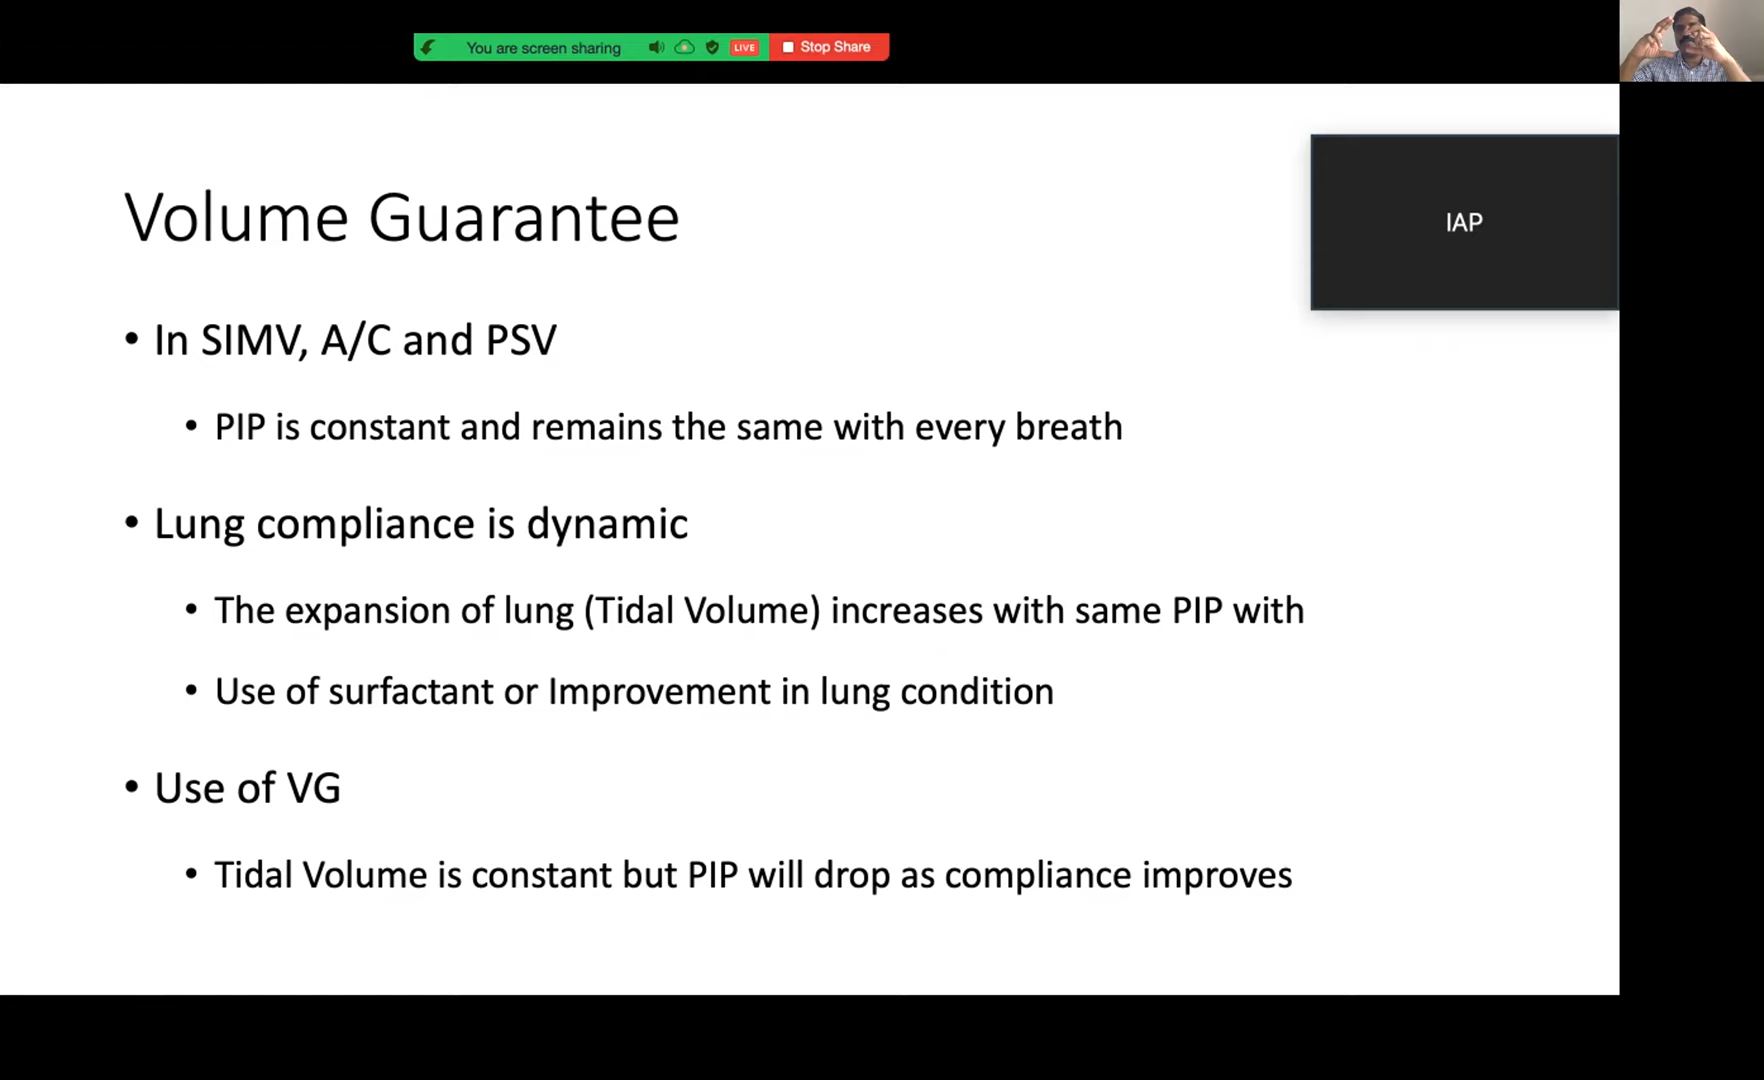 You are screen sharing LIVE Stop Share
IAP
Volume Guarantee
• In SIMV, A/C and PSV
• PIP is constant and remains the same with every breath
• Lung compliance is dynamic
• The expansion of lung (Tidal Volume) increases with same PIP with
• Use of surfactant or Improvement in lung condition
• Use of VG
• Tidal Volume is constant but PIP will drop as compliance improves